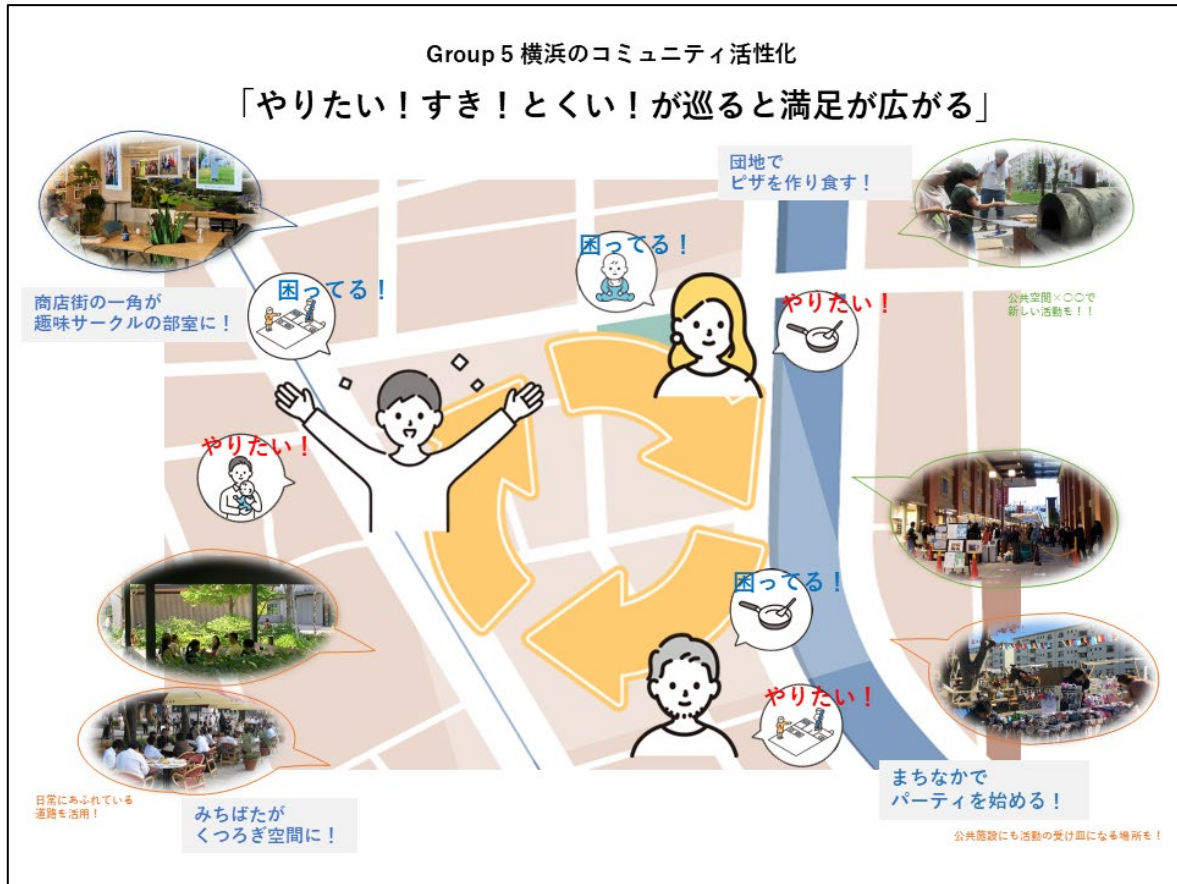 Group 5 横浜のコミュニティ活性化
「やりたい！すき！とくい！が巡ると満足が広がる」
団地で
ピザを作り食す！
困ってる！
困ってる！
商店街の一角が
趣味サークルの部室に！
やりたい！
公共空間×〇〇で
新しい活動を！！
やりたい！
困ってる！
やりたい！
まちなかで
パーティを始める！
日常にあふれている
道路を活用！
みちばたが
くつろぎ空間に！
公共施設にも活動の受け皿になる場所を！